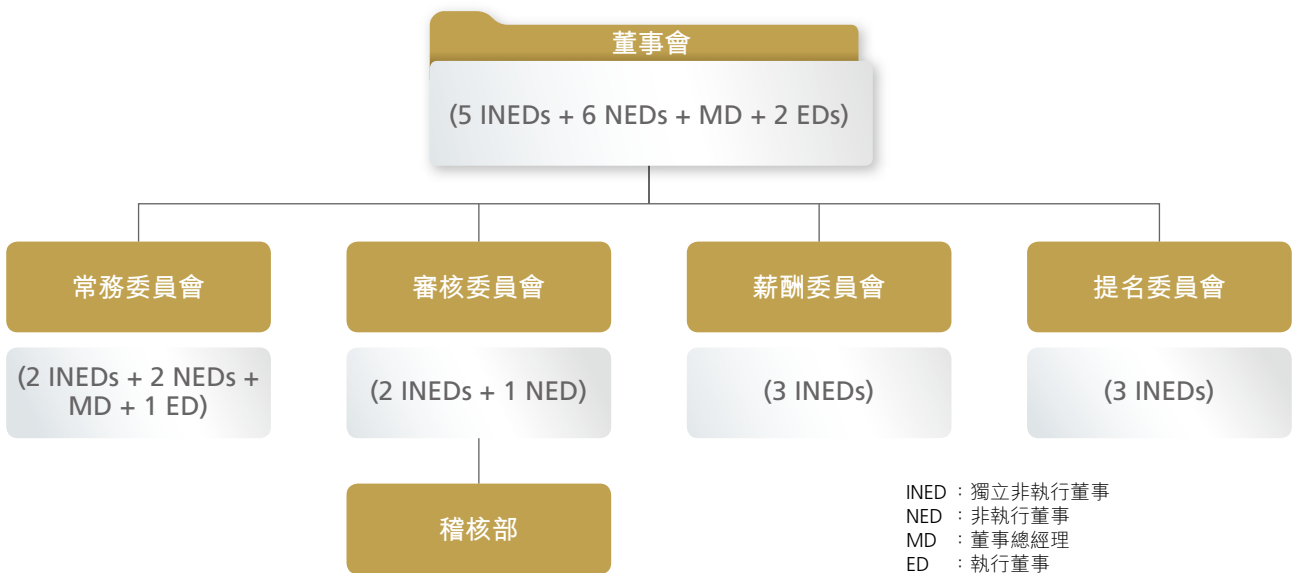 董事會
(5 INEDs + 6 NEDs + MD + 2 EDs)
常務委員會
審核委員會
薪酬委員會
提名委員會
(2 INEDs + 2 NEDs +
MD + 1 ED)
(2 INEDs + 1 NED)
(3 INEDs)
(3 INEDs)
稽核部
INED：獨立非執行董事
NED：非執行董事
MD：董事總經理
ED：執行董事